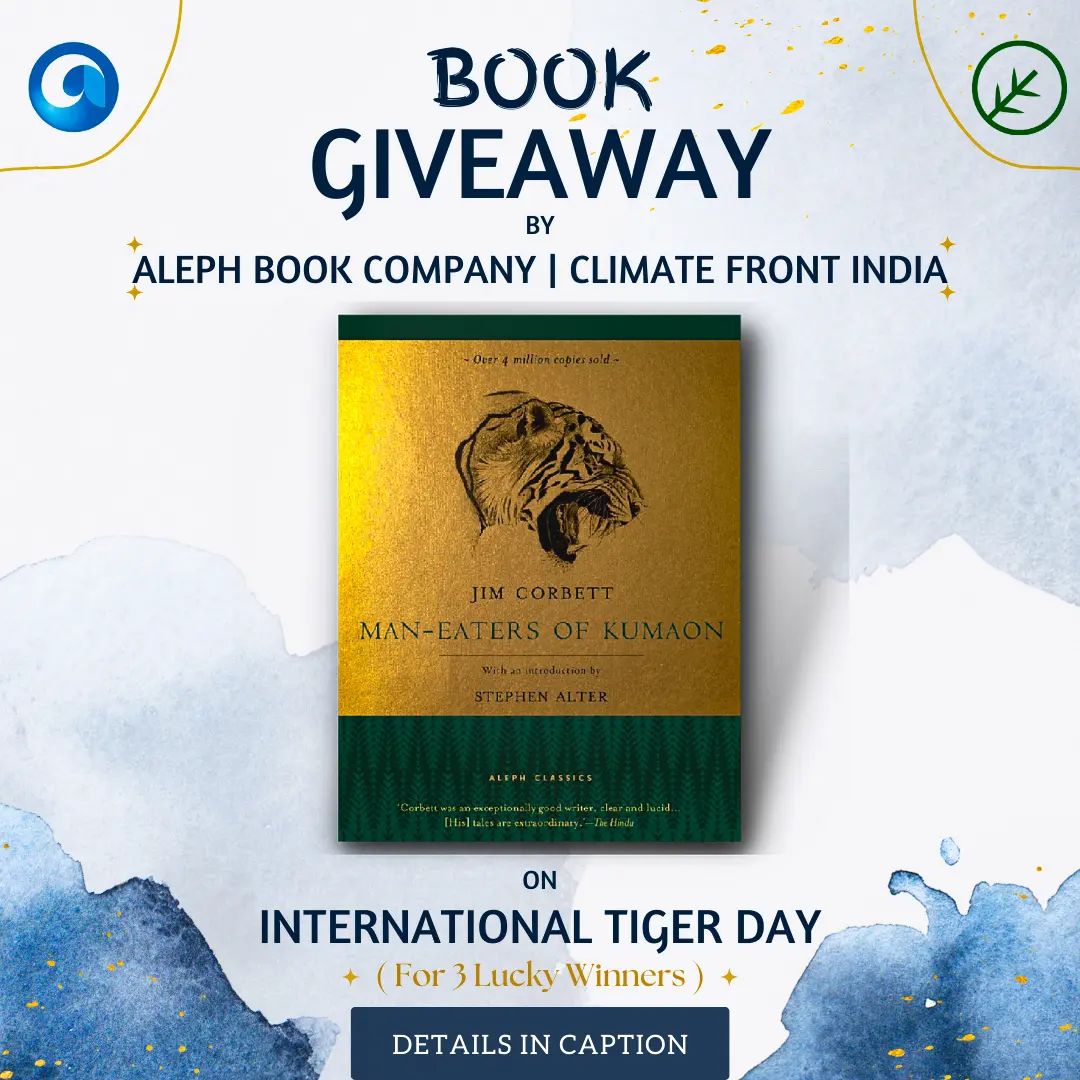 BOOK
GIVEAWAY
BY
ALEPH BOOK COMPANY | CLIMATE FRONT INDIA
~ Over 4 million copies sold ~
JIM CORBETT
MAN-EATERS OF KUMAON
With an introduction by
STEPHEN ALTER
ALEPH CLASSICS
'Corbett was an exceptionally good writer, clear and lucid...
[His] tales are extraordinary.'—The Hindu
ON
INTERNATIONAL TIGER DAY
( For 3 Lucky Winners )
DETAILS IN CAPTION